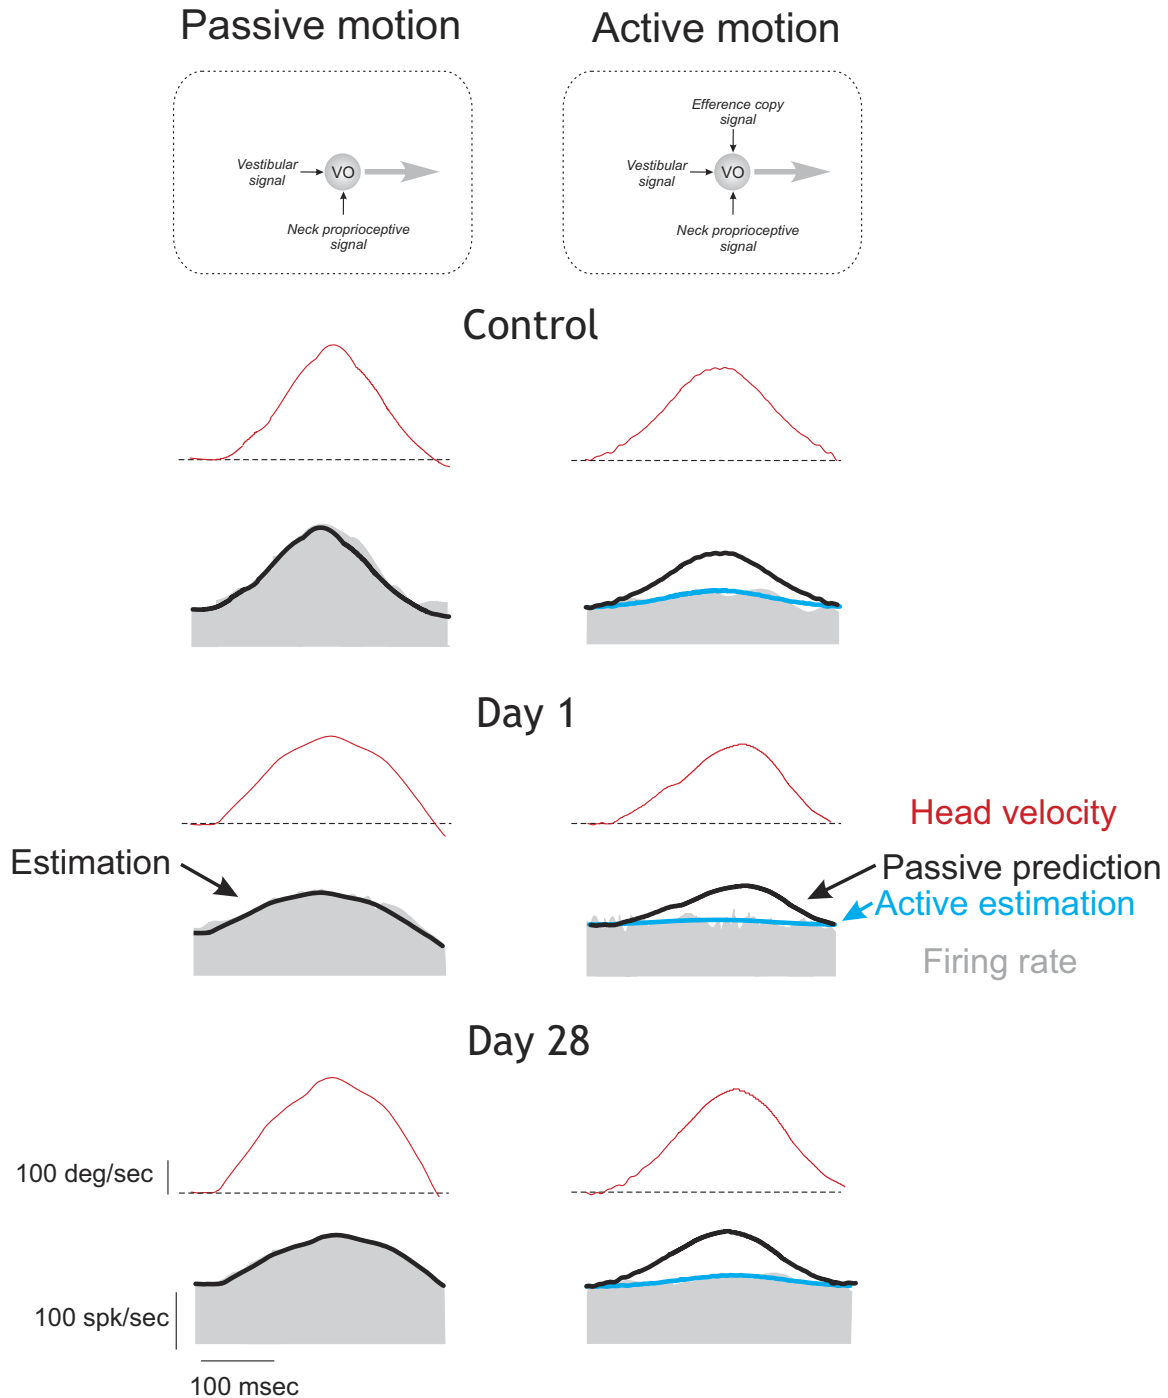 Passive motion
Active motion
Vestibular
signal
VO
Neck proprioceptive
signal
Efference copy
signal
Vestibular
signal
VO
Neck proprioceptive
signal
Control
Day 1
Head velocity
Estimation
Passive prediction
Active estimation
Firing rate
Day 28
100 deg/sec
100 spk/sec
100 msec